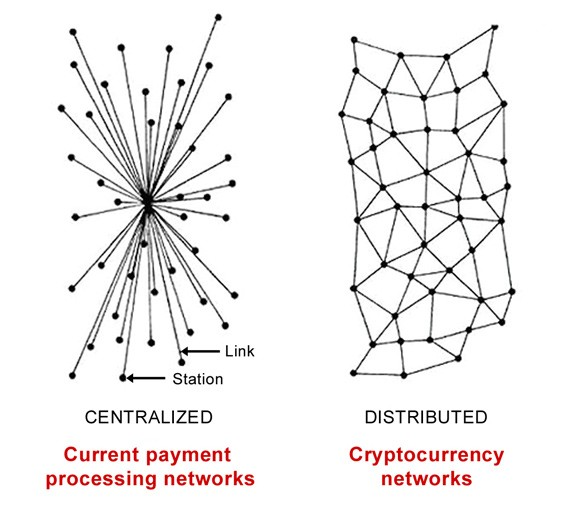 Link
Station
CENTRALIZED
DISTRIBUTED
Current payment
processing networks
Cryptocurrency
networks